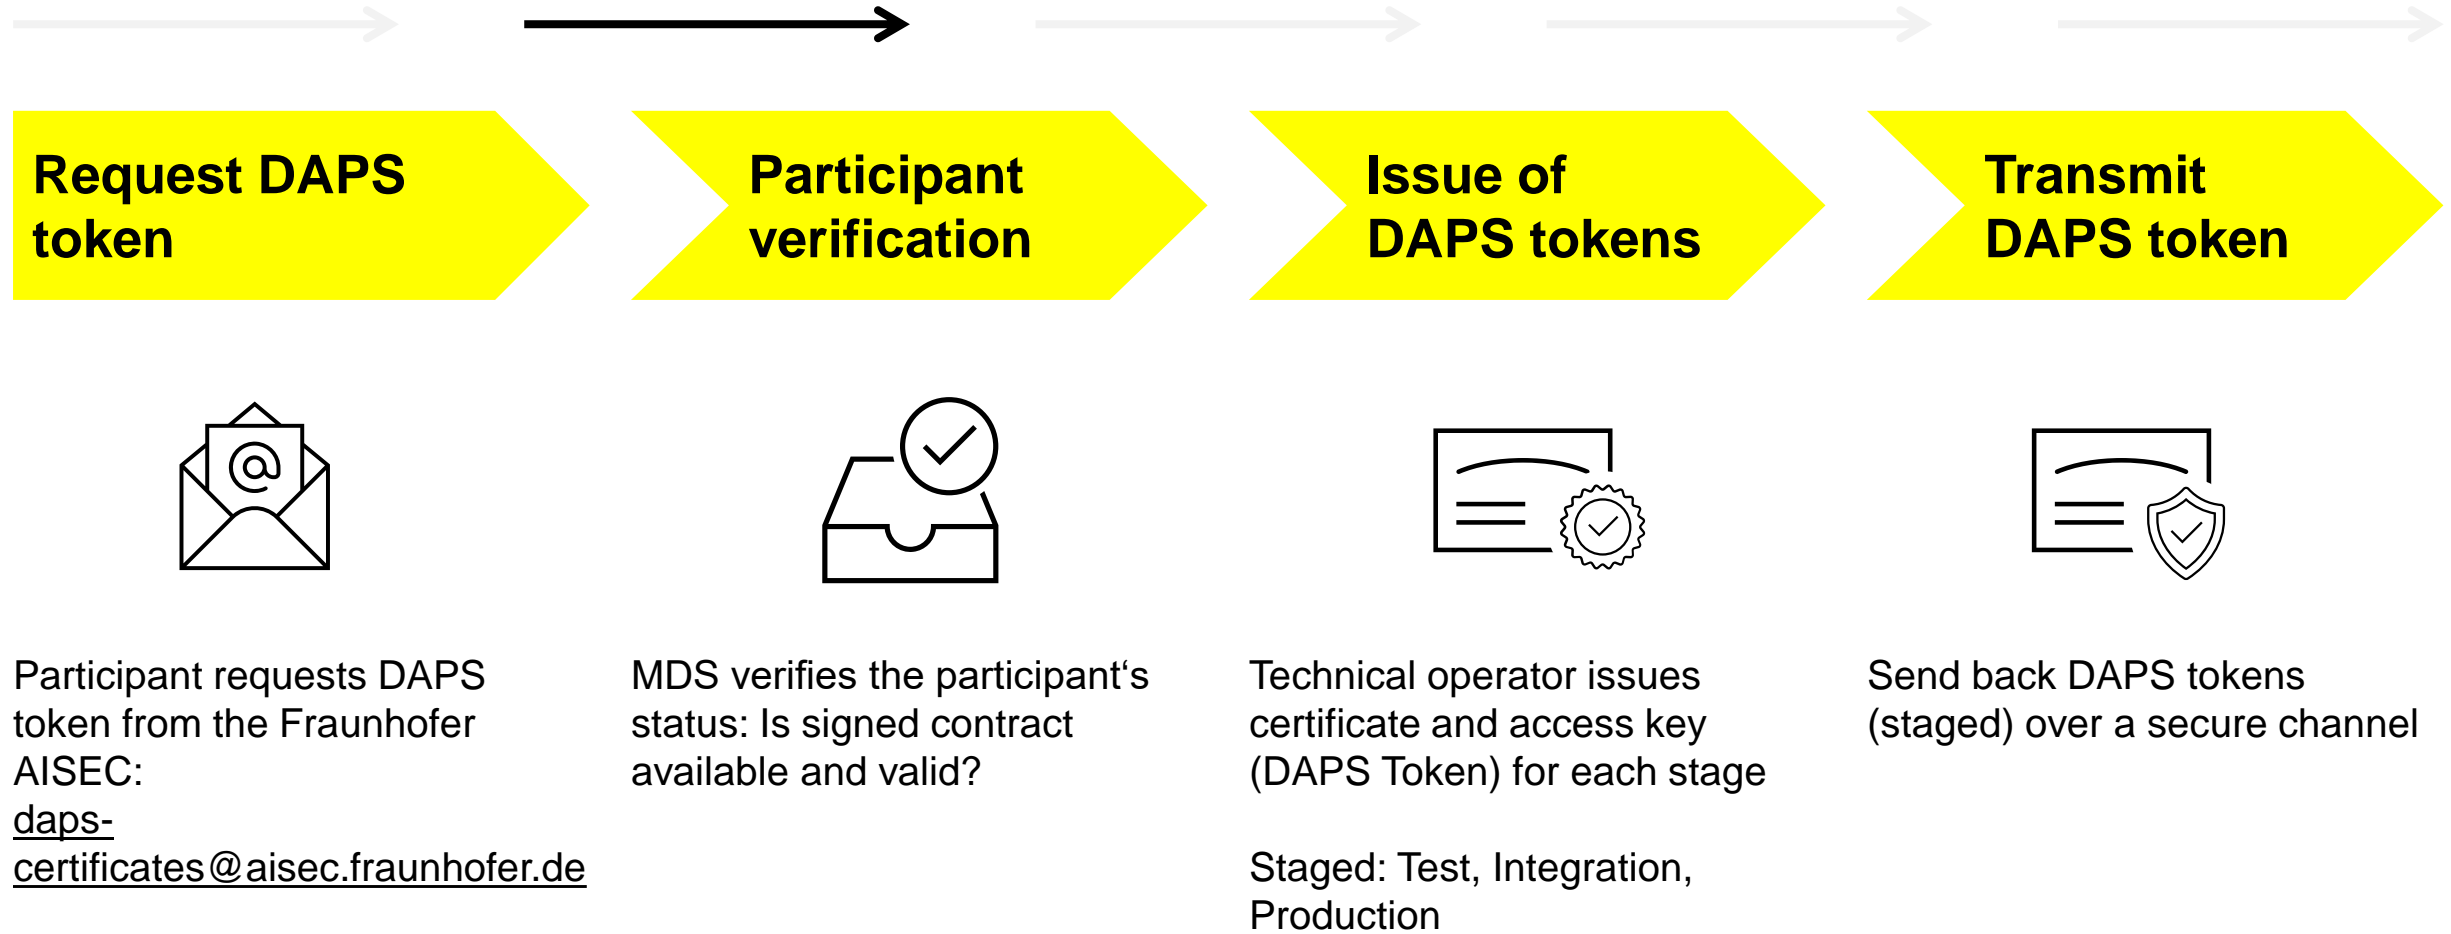 Request DAPS
token
Participant
verification
Issue of
DAPS tokens
Transmit
DAPS token
@
Participant requests DAPS
token from the Fraunhofer
AISEC:
daps-
certificates@aisec.fraunhofer.de
MDS verifies the participant‘s
status: Is signed contract
available and valid?
Technical operator issues
certificate and access key
(DAPS Token) for each stage
Staged: Test, Integration,
Production
Send back DAPS tokens
(staged) over a secure channel